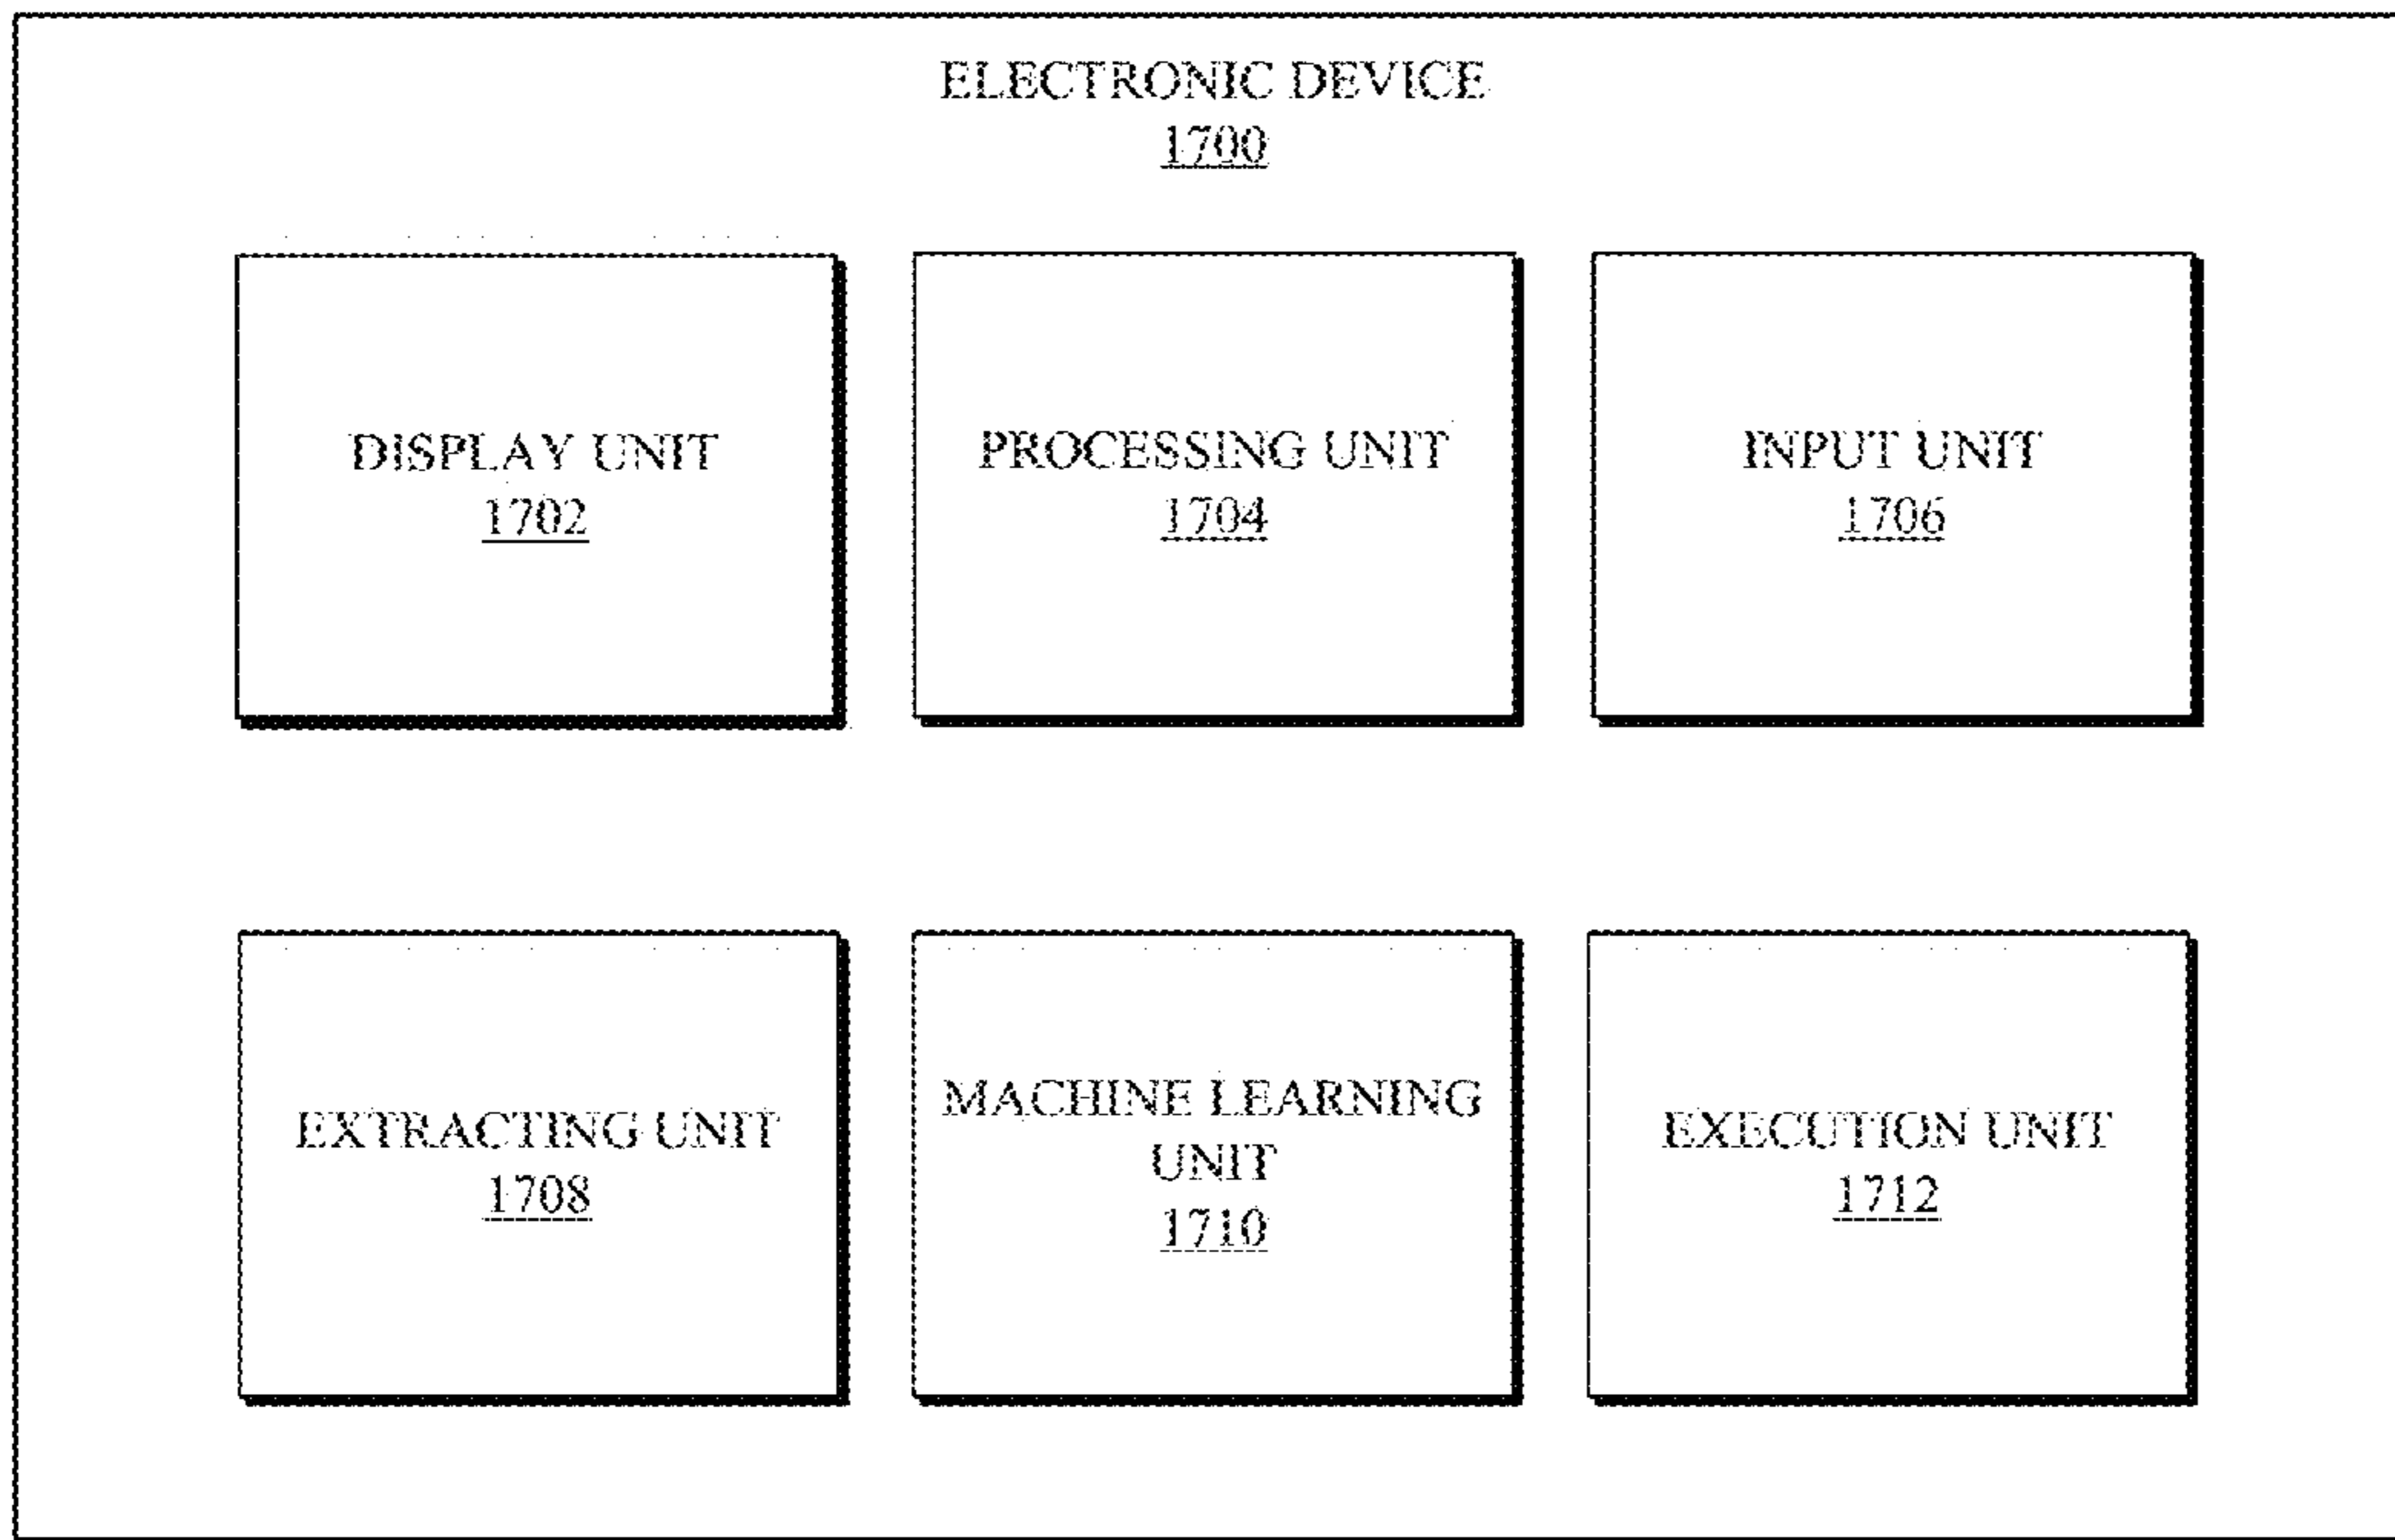 ELECTRONIC DEVICE
1700
DISPLAY UNIT
1702
PROCESSING UNIT
1704
INPUT UNIT
1706
EXTRACTING UNIT
1708
MACHINE LEARNING
UNIT
1710
EXECUTION UNIT
1712